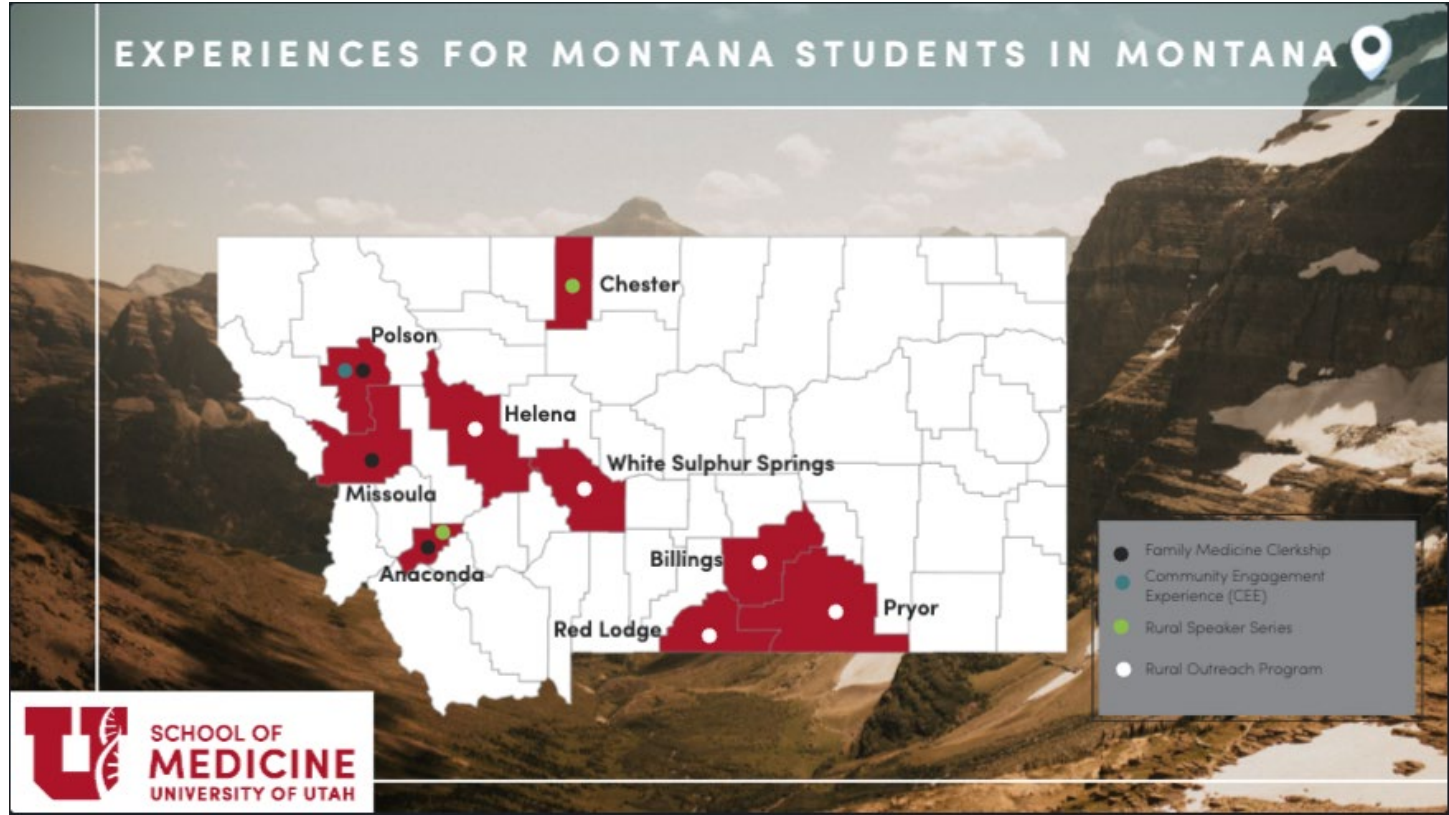 EXPERIENCES FOR MONTANA STUDENTS IN MONTANA
Chester
Polson
Helena
White Sulphur Springs
Missoula
Anaconda
Billings
Pryor
Red Lodge
Family Medicine Clerkship
Community Engagement
Experience (CEE)
Rural Speaker Series
Rural Outreach Program
U
SCHOOL OF
MEDICINE
UNIVERSITY OF UTAH